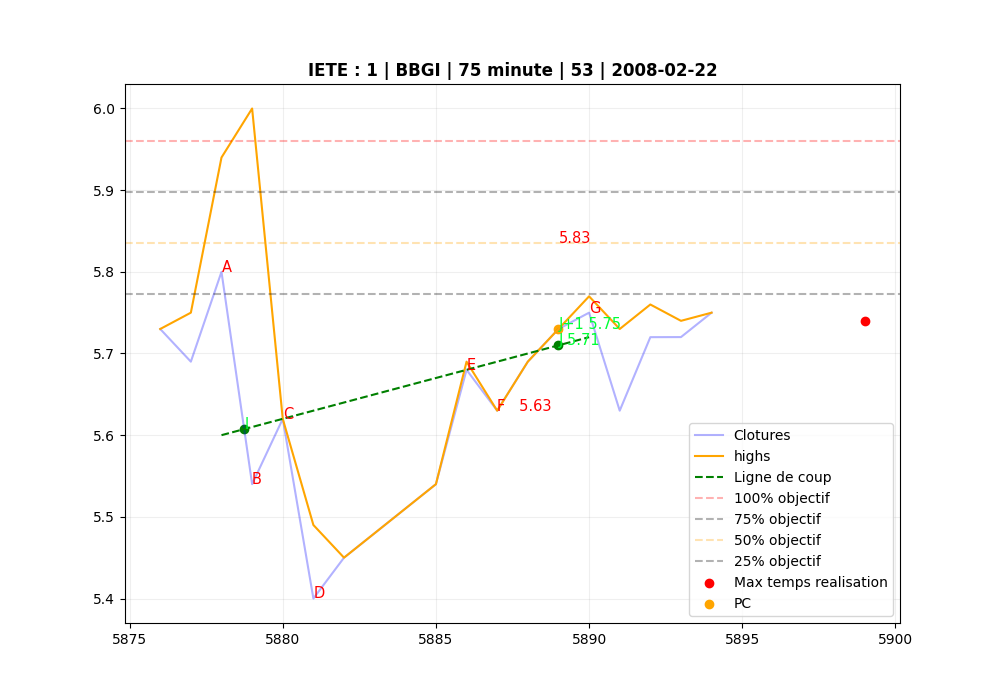 IETE : 1 | BBGI | 75 minute | 53 | 2008-02-22
6.0
5.9
5.8
5.7
5.6
5.5
5.4
A
5.83
G
I+1 5.75
I 5.71
E
F 5.63
C
I
B
D
Clotures
highs
Ligne de coup
100% objectif
75% objectif
50% objectif
25% objectif
Max temps realisation
PC
5875 5880 5885 5890 5895 5900